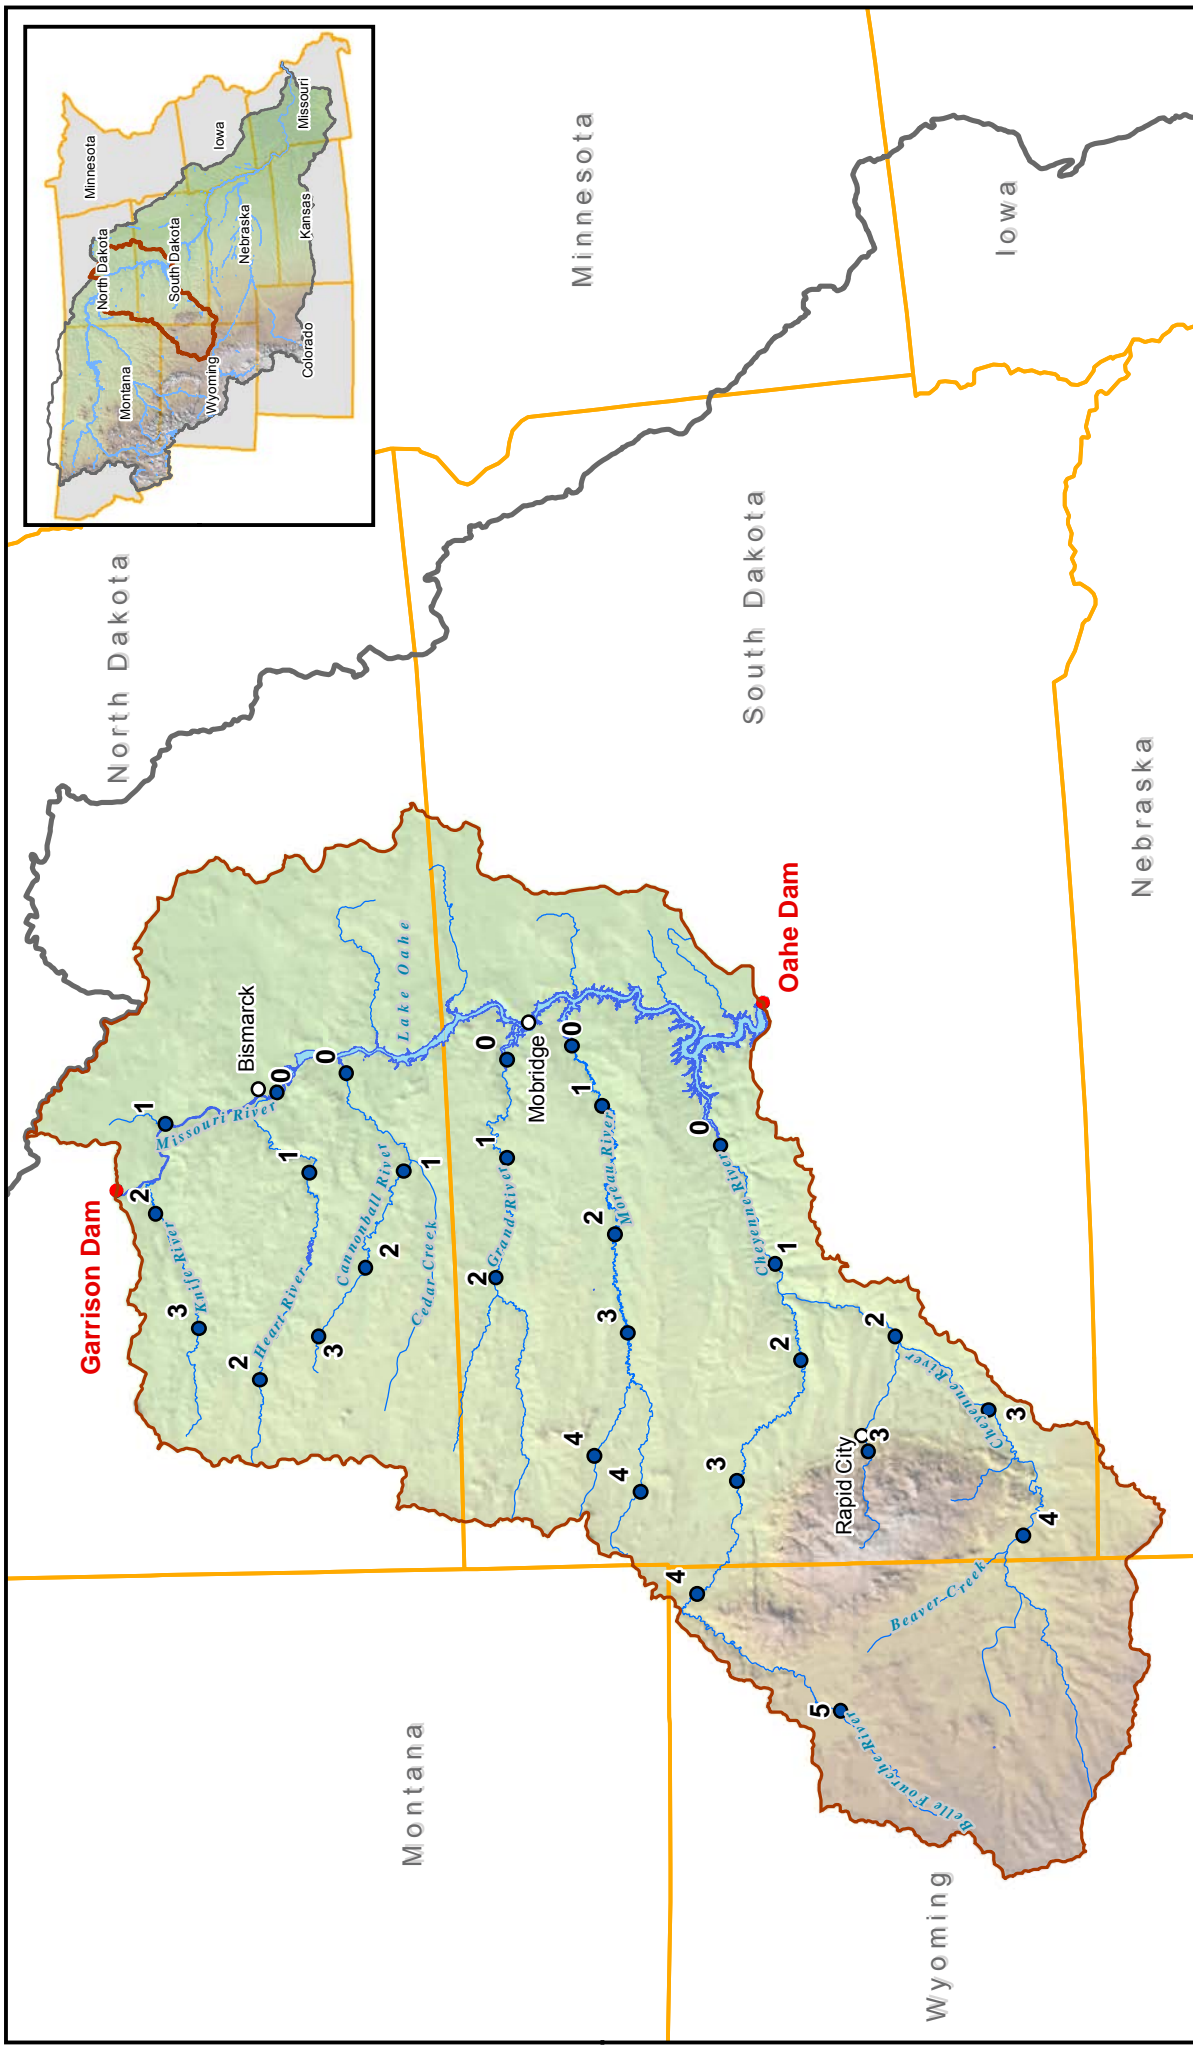 Minnesota
North Dakota
Iowa
Missouri
South Dakota
Nebraska
Kansas
Montana
Wyoming
Colorado
North Dakota
Minnesota
Iowa
South Dakota
Nebraska
Montana
Wyoming
Garrison Dam
Oahe Dam
Bismarck
Mobridge
Rapid City
Lake Oahe
Missouri River
1
0
Knife River
2
3
Heart River
1
2
Cannonball River
0
1
2
3
Cedar Creek
Grand River
0
1
2
Moreau River
0
1
2
3
4
4
Cheyenne River
0
1
2
3
4
5
Belle Fourche River
Cheyenne River
2
3
3
4
Beaver Creek